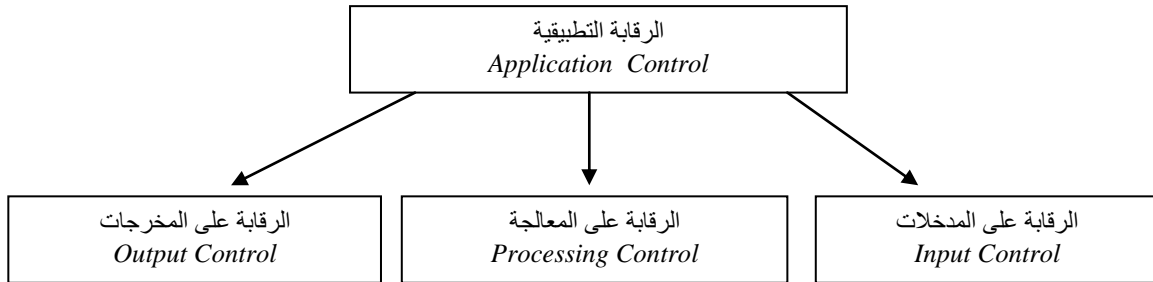 الرقابة التطبيقية
Application Control
الرقابة على المدخلات
Input Control
الرقابة على المعالجة
Processing Control
الرقابة على المخرجات
Output Control